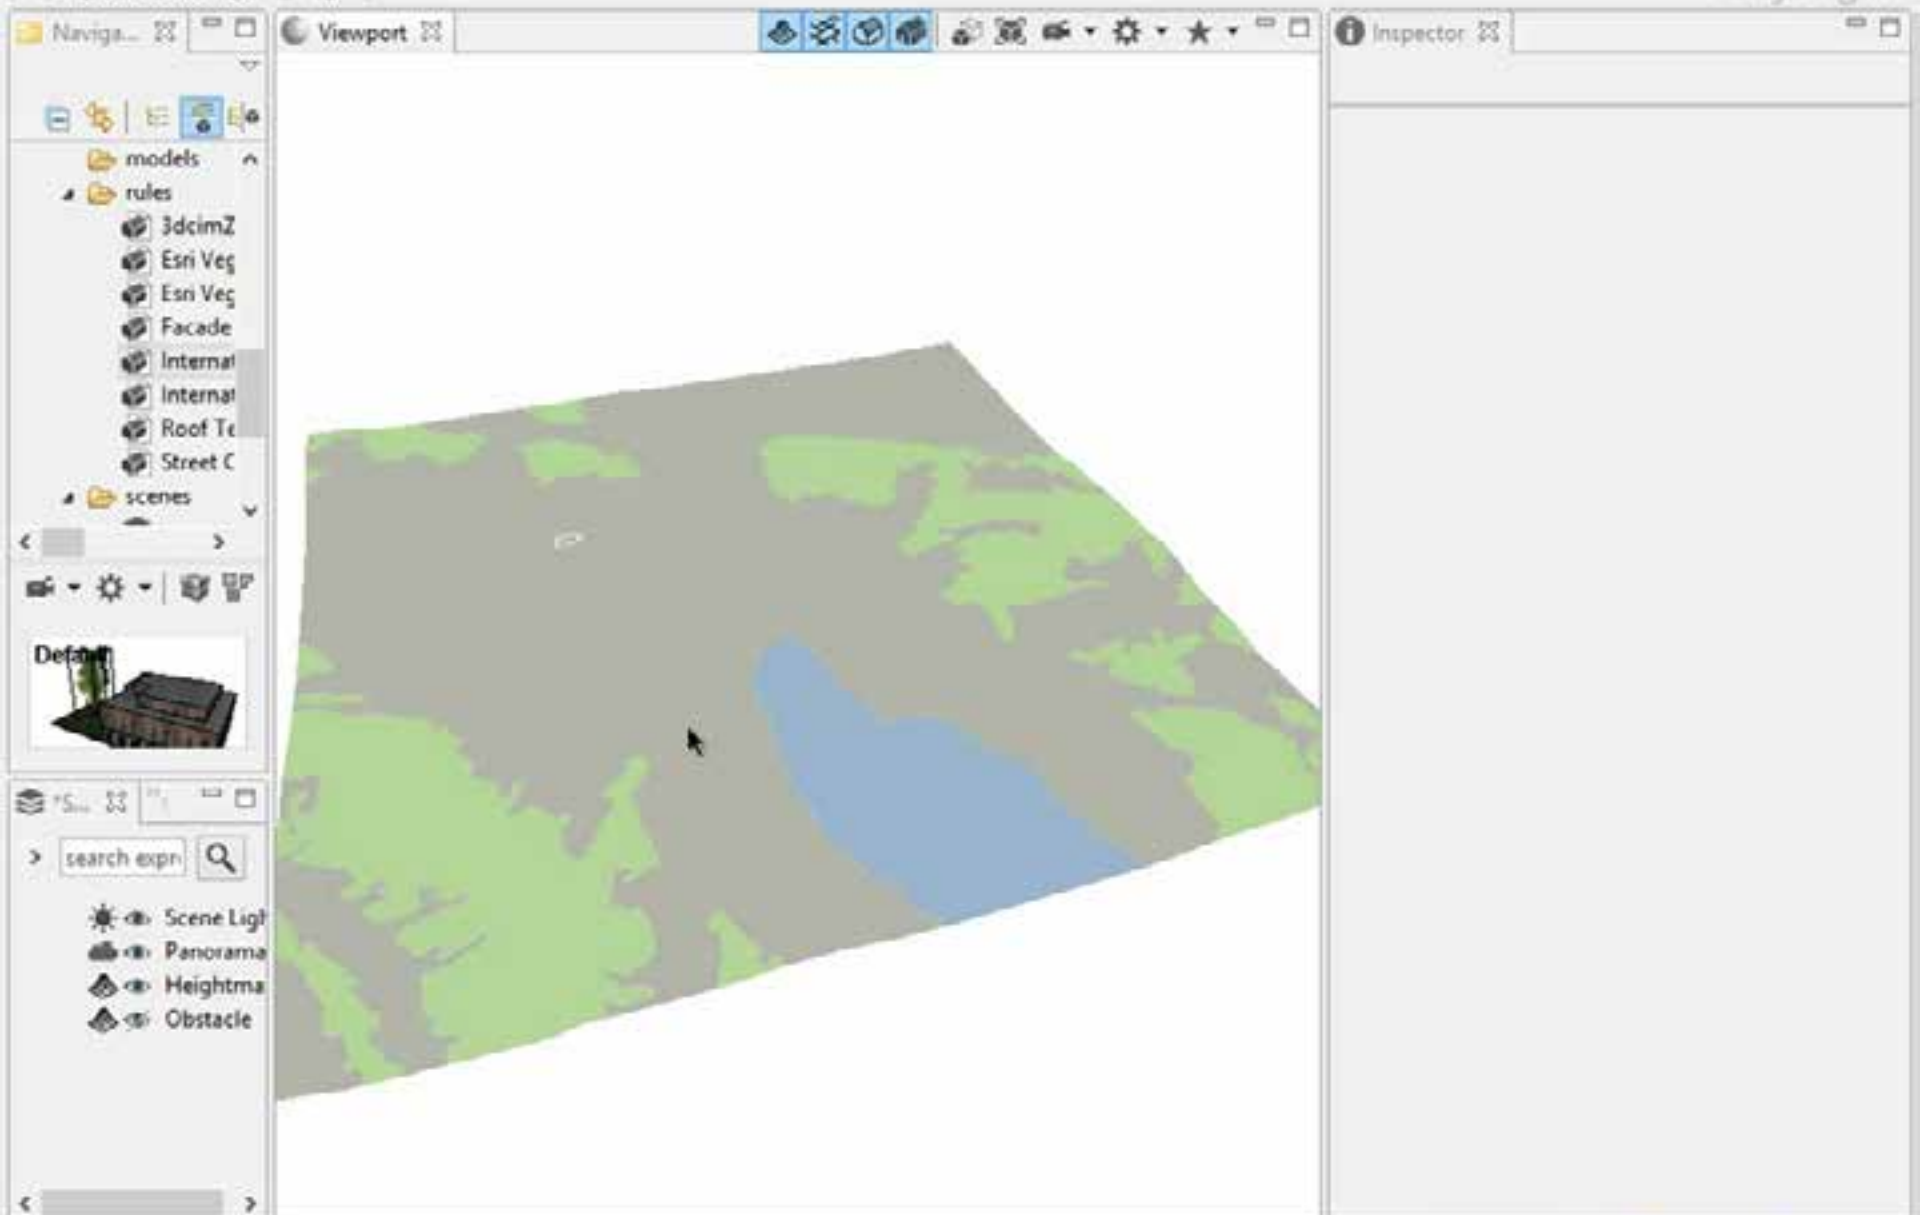 Naviga...
Viewport
Inspector
models
rules
3dcimZ
Esri Veg
Esri Veg
Facade
Internat
Internat
Roof Te
Street C
scenes
*S...
search expr
Scene Ligh
Panorama
Heightma
Obstacle